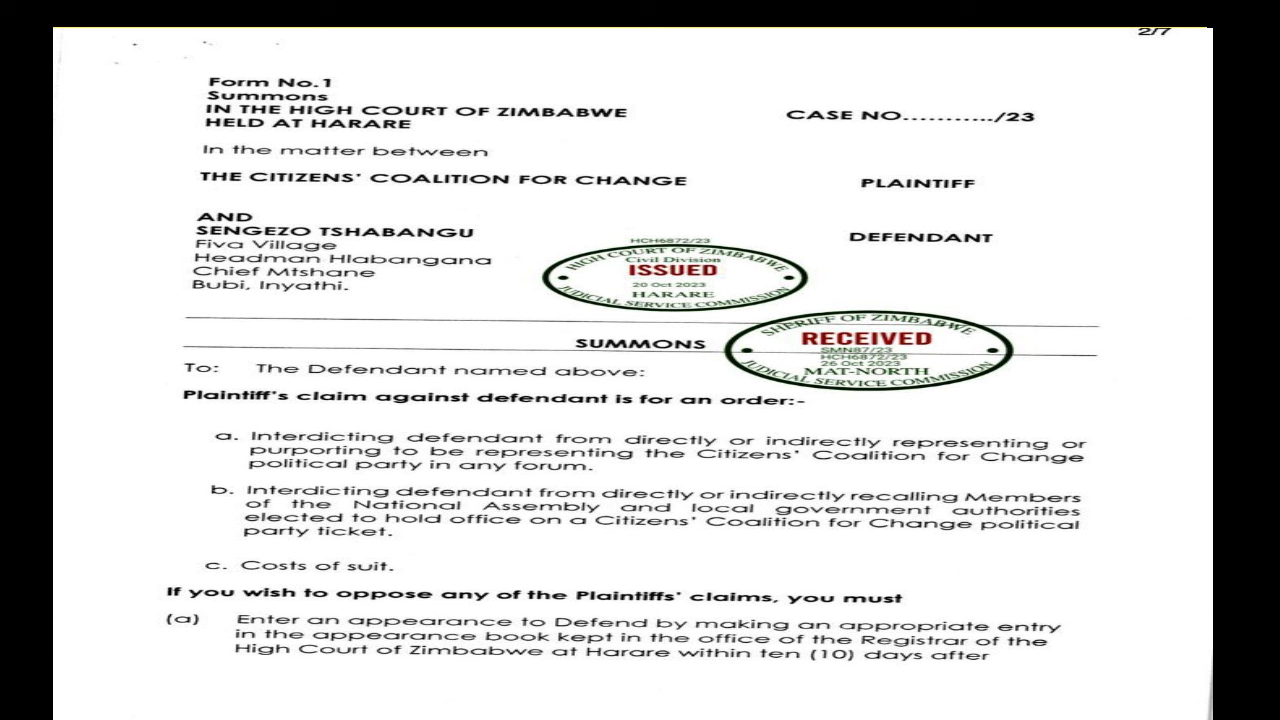 2/7
Form No.1
Summons
IN THE HIGH COURT OF ZIMBABWE
HELD AT HARARE
CASE NO.........../23
In the matter between
THE CITIZENS' COALITION FOR CHANGE
PLAINTIFF
AND
SENGEZO TSHABANGU
DEFENDANT
Fiva Village
Headman Hlabangana
Chief Mtshane
Bubi, Inyathi.
HCH6872/23
HIGH COURT OF ZIMBABWE
Civil Division
ISSUED
20 Oct 2023
HARARE
JUDICIAL SERVICE COMMISSION
SHERIFF OF ZIMBABWE
RECEIVED
SMN87/23
HCH6872/23
26 Oct 2023
MAT-NORTH
JUDICIAL SERVICE COMMISSION
SUMMONS
To: The Defendant named above:
Plaintiff's claim against defendant is for an order:-
a. Interdicting defendant from directly or indirectly representing or
purporting to be representing the Citizens' Coalition for Change
political party in any forum.
b. Interdicting defendant from directly or indirectly recalling Members
of the National Assembly and local government authorities
elected to hold office on a Citizens' Coalition for Change political
party ticket.
c. Costs of suit.
If you wish to oppose any of the Plaintiffs' claims, you must
(a) Enter an appearance to Defend by making an appropriate entry
in the appearance book kept in the office of the Registrar of the
High Court of Zimbabwe at Harare within ten (10) days after